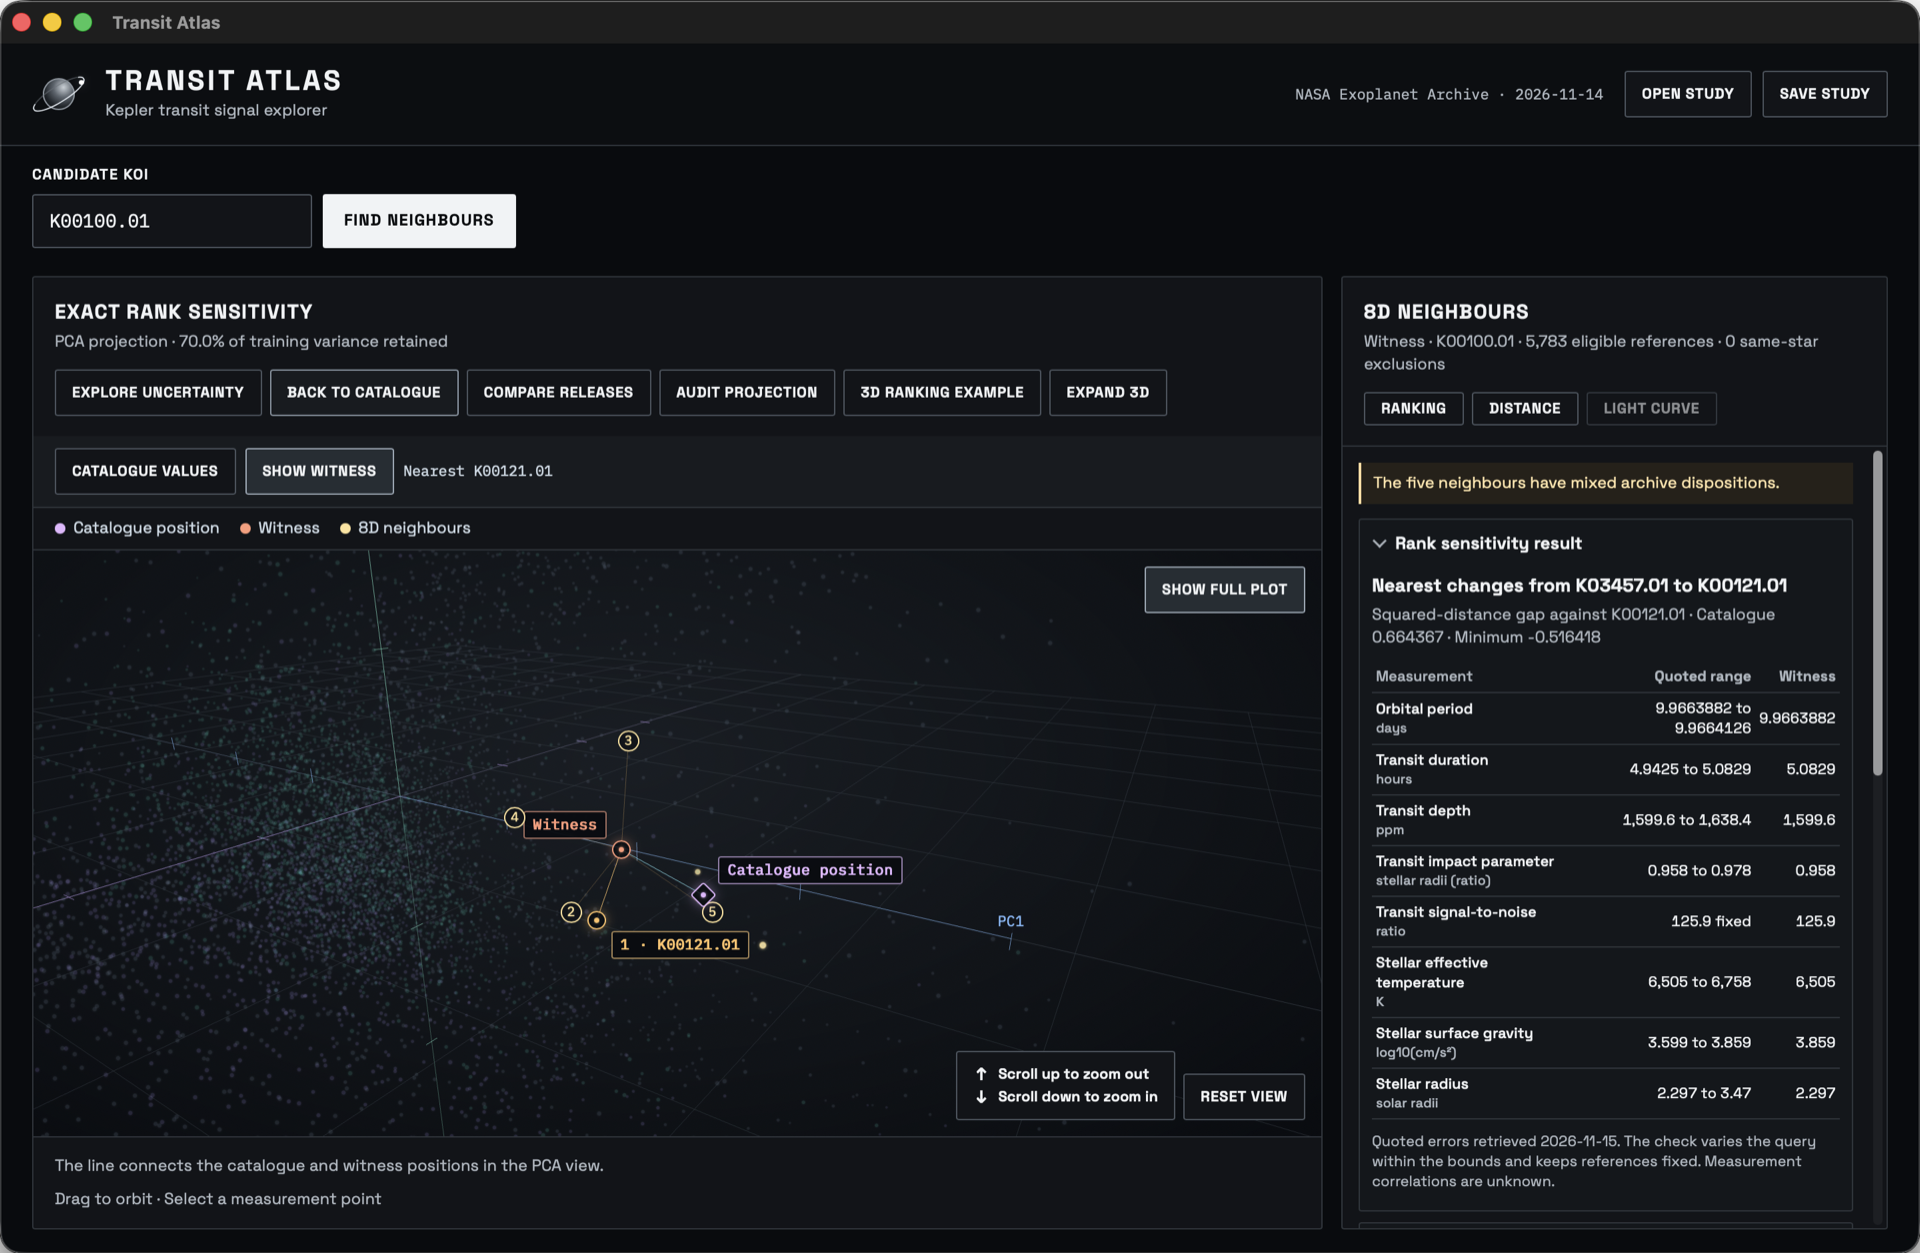 Transit Atlas
TRANSIT ATLAS
Kepler transit signal explorer
NASA Exoplanet Archive · 2026-11-14
OPEN STUDY
SAVE STUDY
CANDIDATE KOI
K00100.01
FIND NEIGHBOURS
EXACT RANK SENSITIVITY
PCA projection · 70.0% of training variance retained
EXPLORE UNCERTAINTY
BACK TO CATALOGUE
COMPARE RELEASES
AUDIT PROJECTION
3D RANKING EXAMPLE
EXPAND 3D
CATALOGUE VALUES
SHOW WITNESS
Nearest K00121.01
Catalogue position
Witness
8D neighbours
SHOW FULL PLOT
3
4
Witness
Catalogue position
2
5
1 · K00121.01
PC1
↑ Scroll up to zoom out
↓ Scroll down to zoom in
RESET VIEW
The line connects the catalogue and witness positions in the PCA view.
Drag to orbit · Select a measurement point
8D NEIGHBOURS
Witness · K00100.01 · 5,783 eligible references · 0 same-star
exclusions
RANKING
DISTANCE
LIGHT CURVE
The five neighbours have mixed archive dispositions.
Rank sensitivity result
Nearest changes from K03457.01 to K00121.01
Squared-distance gap against K00121.01 · Catalogue
0.664367 · Minimum -0.516418
Measurement Quoted range Witness
Orbital period
days
9.9663882 to
9.9664126
9.9663882
Transit duration
hours
4.9425 to 5.0829 5.0829
Transit depth
ppm
1,599.6 to 1,638.4 1,599.6
Transit impact parameter
stellar radii (ratio)
0.958 to 0.978 0.958
Transit signal-to-noise
ratio
125.9 fixed 125.9
Stellar effective
temperature
K
6,505 to 6,758 6,505
Stellar surface gravity
log10(cm/s²)
3.599 to 3.859 3.859
Stellar radius
solar radii
2.297 to 3.47 2.297
Quoted errors retrieved 2026-11-15. The check varies the query
within the bounds and keeps references fixed. Measurement
correlations are unknown.